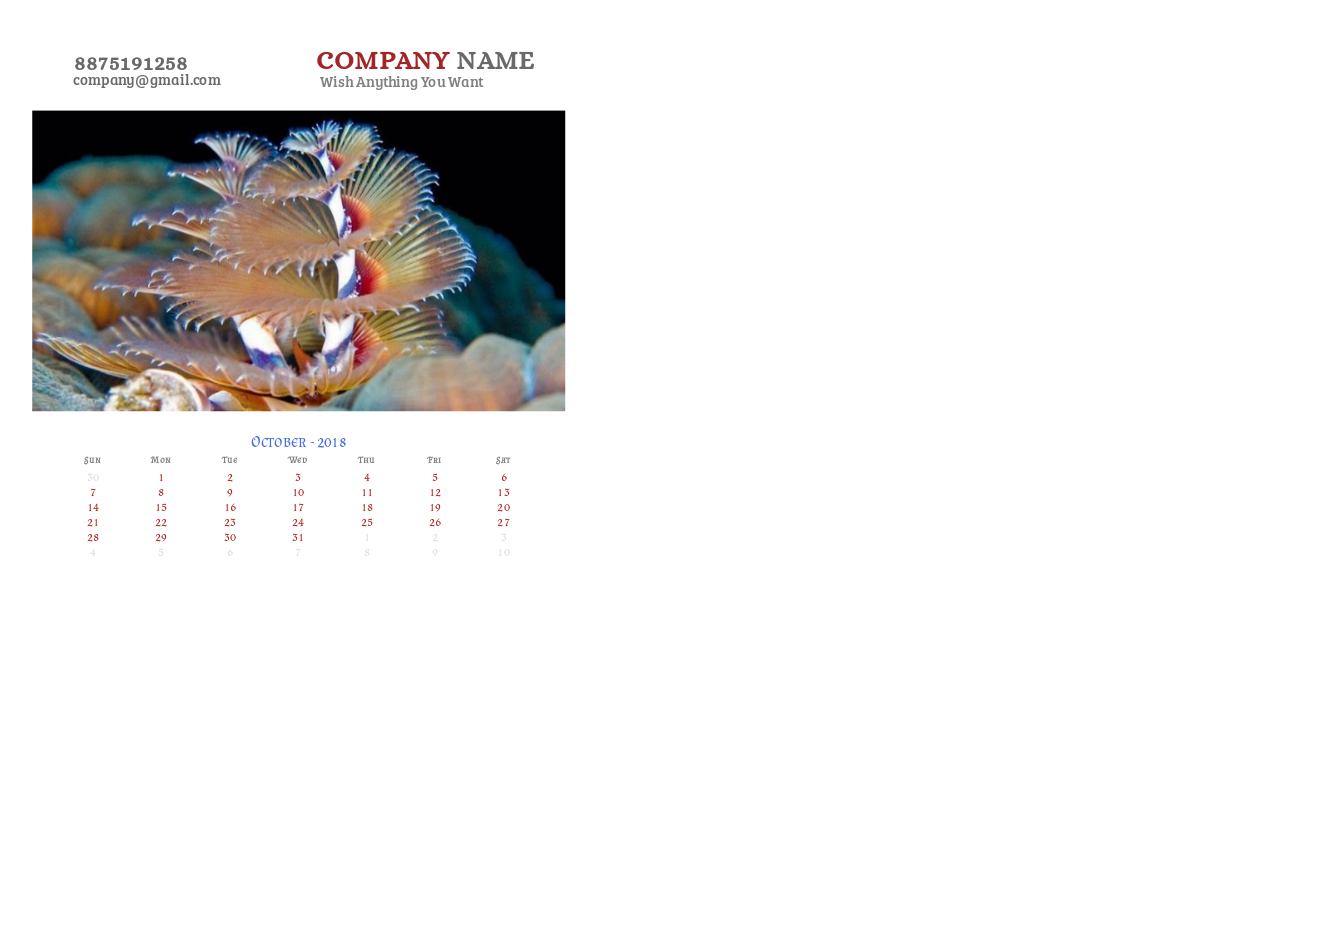 8875191258
company@gmail.com
COMPANY NAME
Wish Anything You Want
October - 2018
Sun Mon Tue Wed Thu Fri Sat
30 1 2 3 4 5 6
7 8 9 10 11 12 13
14 15 16 17 18 19 20
21 22 23 24 25 26 27
28 29 30 31 1 2 3
4 5 6 7 8 9 10